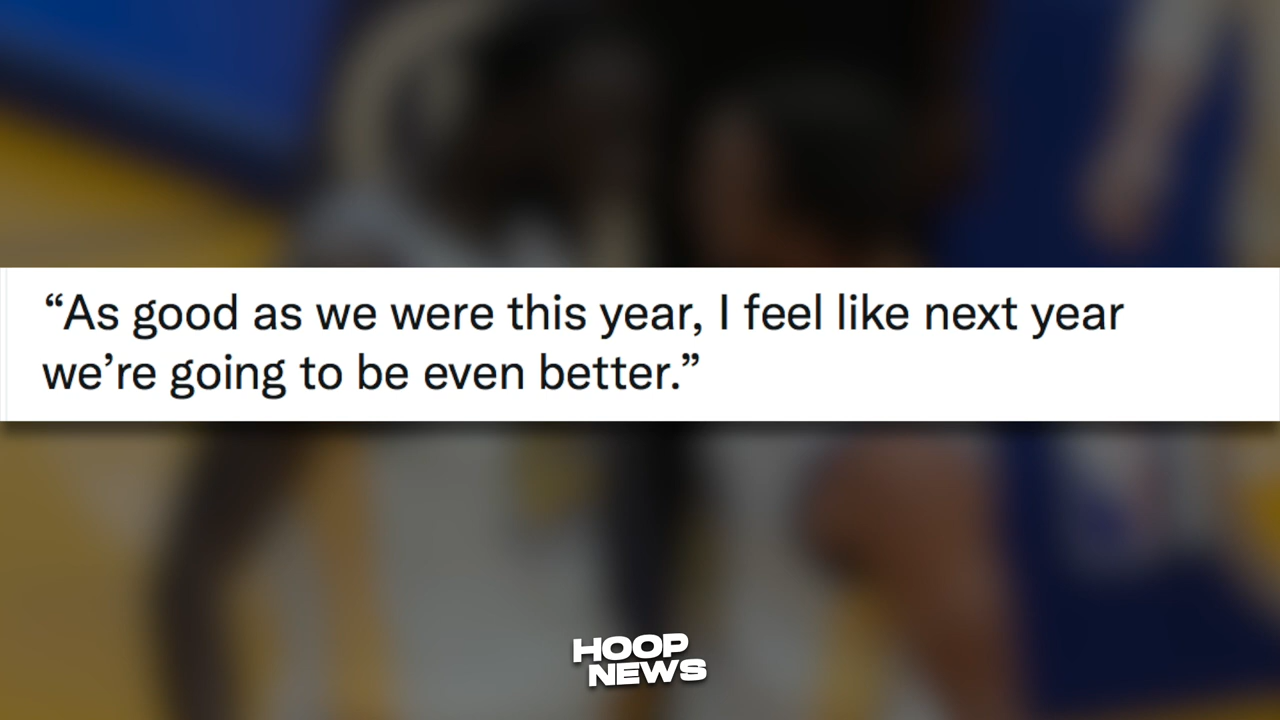 “As good as we were this year, I feel like next year
we’re going to be even better.”
HOOP
NEWS